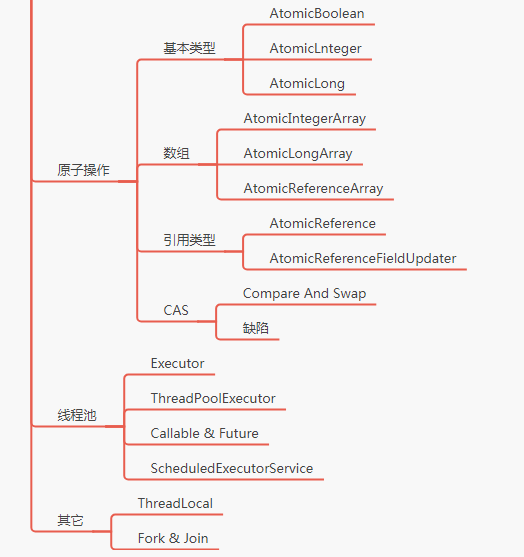 原子操作
基本类型
AtomicBoolean
AtomicLnteger
AtomicLong
数组
AtomicIntegerArray
AtomicLongArray
AtomicReferenceArray
引用类型
AtomicReference
AtomicReferenceFieldUpdater
CAS
Compare And Swap
缺陷
线程池
Executor
ThreadPoolExecutor
Callable & Future
ScheduledExecutorService
其它
ThreadLocal
Fork & Join